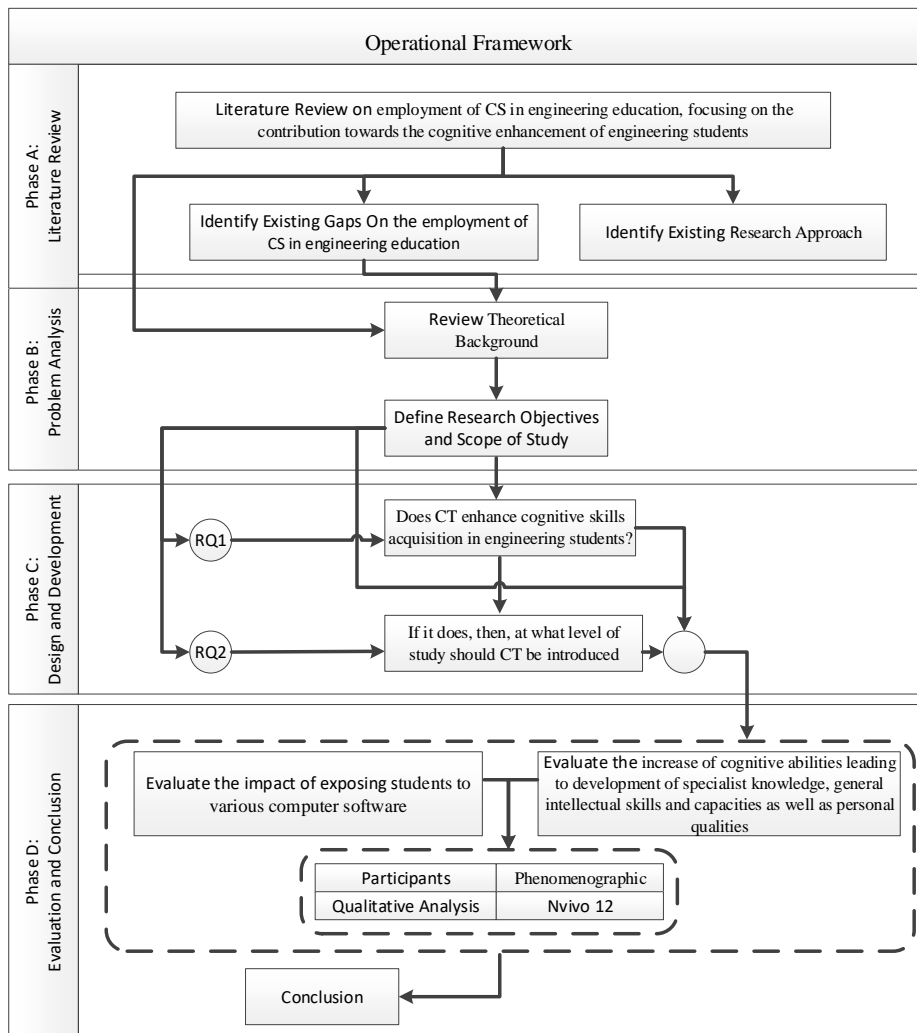 Operational Framework
Phase A:
Literature Review
Literature Review on employment of CS in engineering education, focusing on the
contribution towards the cognitive enhancement of engineering students
Identify Existing Gaps On the employment of
CS in engineering education
Identify Existing Research Approach
Phase B:
Problem Analysis
Review Theoretical
Background
Define Research Objectives
and Scope of Study
Phase C:
Design and Development
RQ1
Does CT enhance cognitive skills
acquisition in engineering students?
RQ2
If it does, then, at what level of
study should CT be introduced
Phase D:
Evaluation and Conclusion
Evaluate the impact of exposing students to
various computer software
Evaluate the increase of cognitive abilities leading
to development of specialist knowledge, general
intellectual skills and capacities as well as personal
qualities
Participants Phenomenographic
Qualitative Analysis Nvivo 12
Conclusion